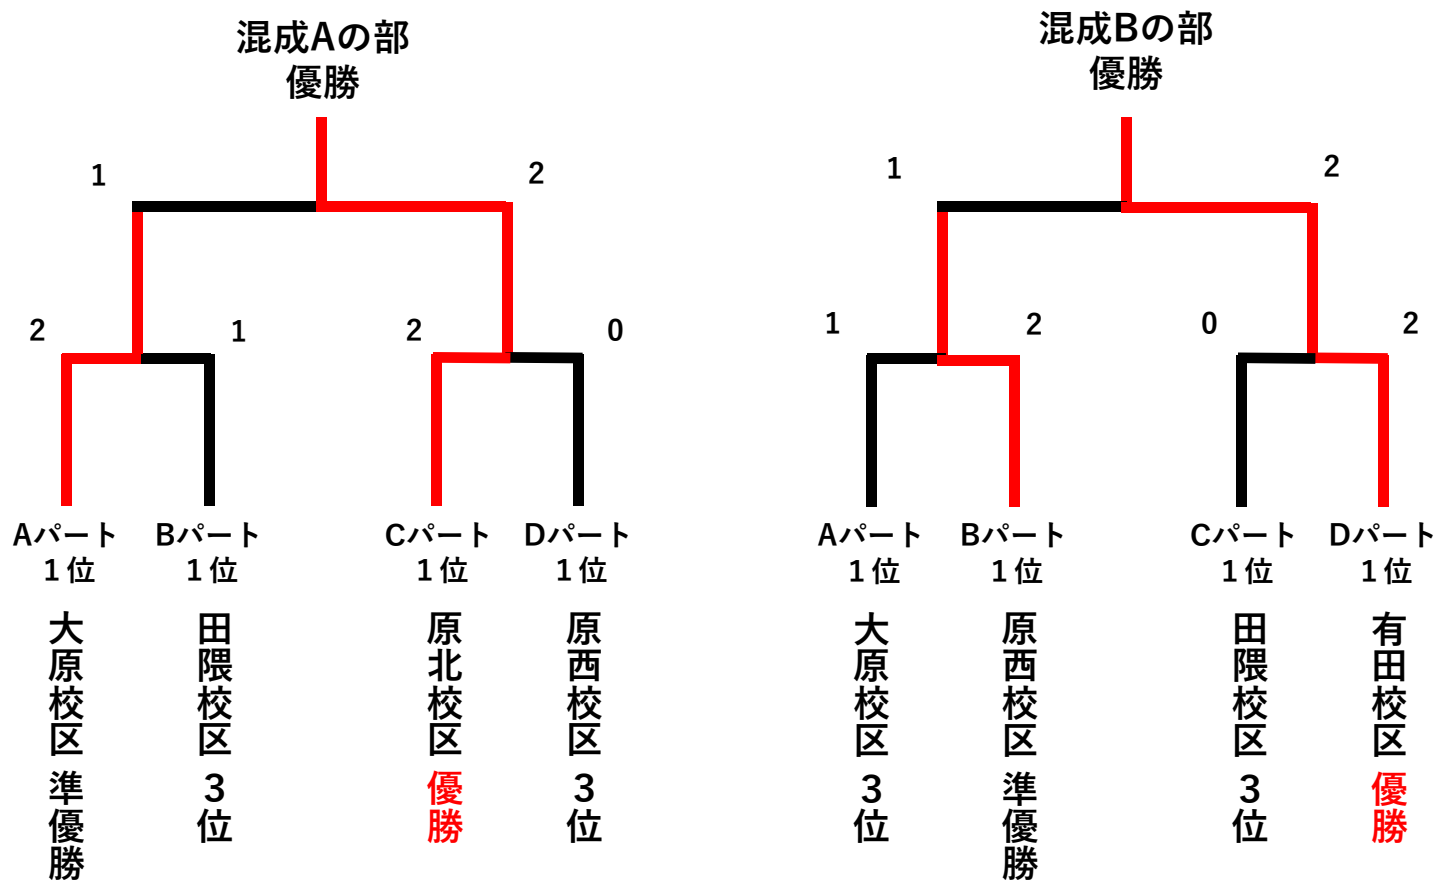 混成Aの部
優勝
1
2
2
1
2
0
Aパート
1位
大原校区 準優勝
Bパート
1位
田隈校区 3位
Cパート
1位
原北校区 優勝
Dパート
1位
原西校区 3位
混成Bの部
優勝
1
2
1
2
0
2
Aパート
1位
大原校区 3位
Bパート
1位
原西校区 準優勝
Cパート
1位
田隈校区 3位
Dパート
1位
有田校区 優勝